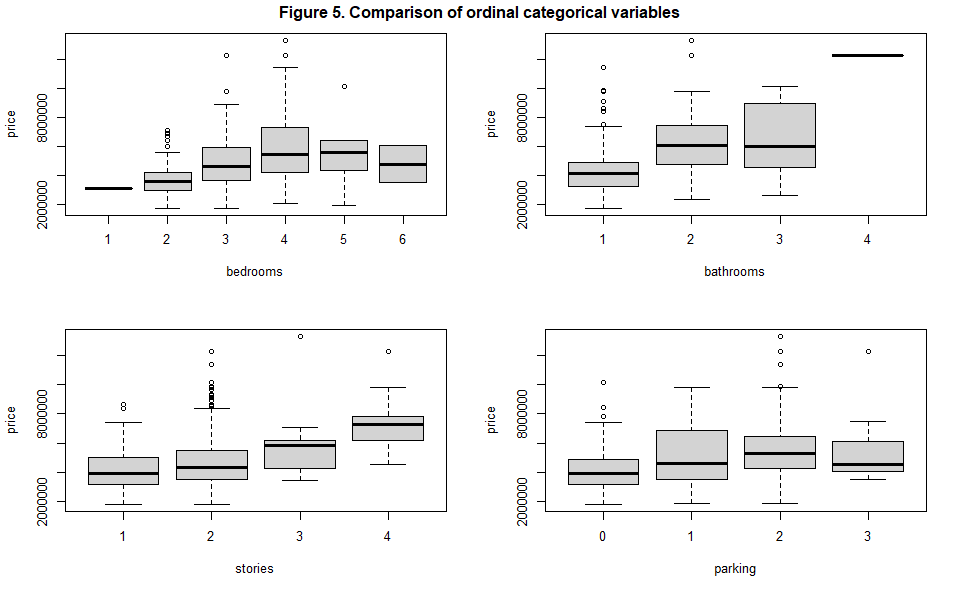 Figure 5. Comparison of ordinal categorical variables
price
8000000
2000000
1 2 3 4 5 6
bedrooms
price
8000000
2000000
1 2 3 4
bathrooms
price
8000000
2000000
1 2 3 4
stories
price
8000000
2000000
0 1 2 3
parking